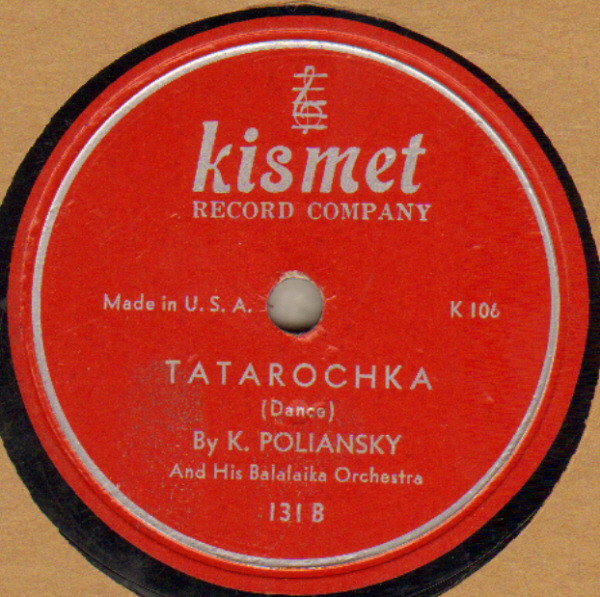 kismet
RECORD COMPANY
Made in U. S. A.
K 106
TATAROCHKA
(Dance)
By K. POLIANSKY
And His Balalaika Orchestra
131 B